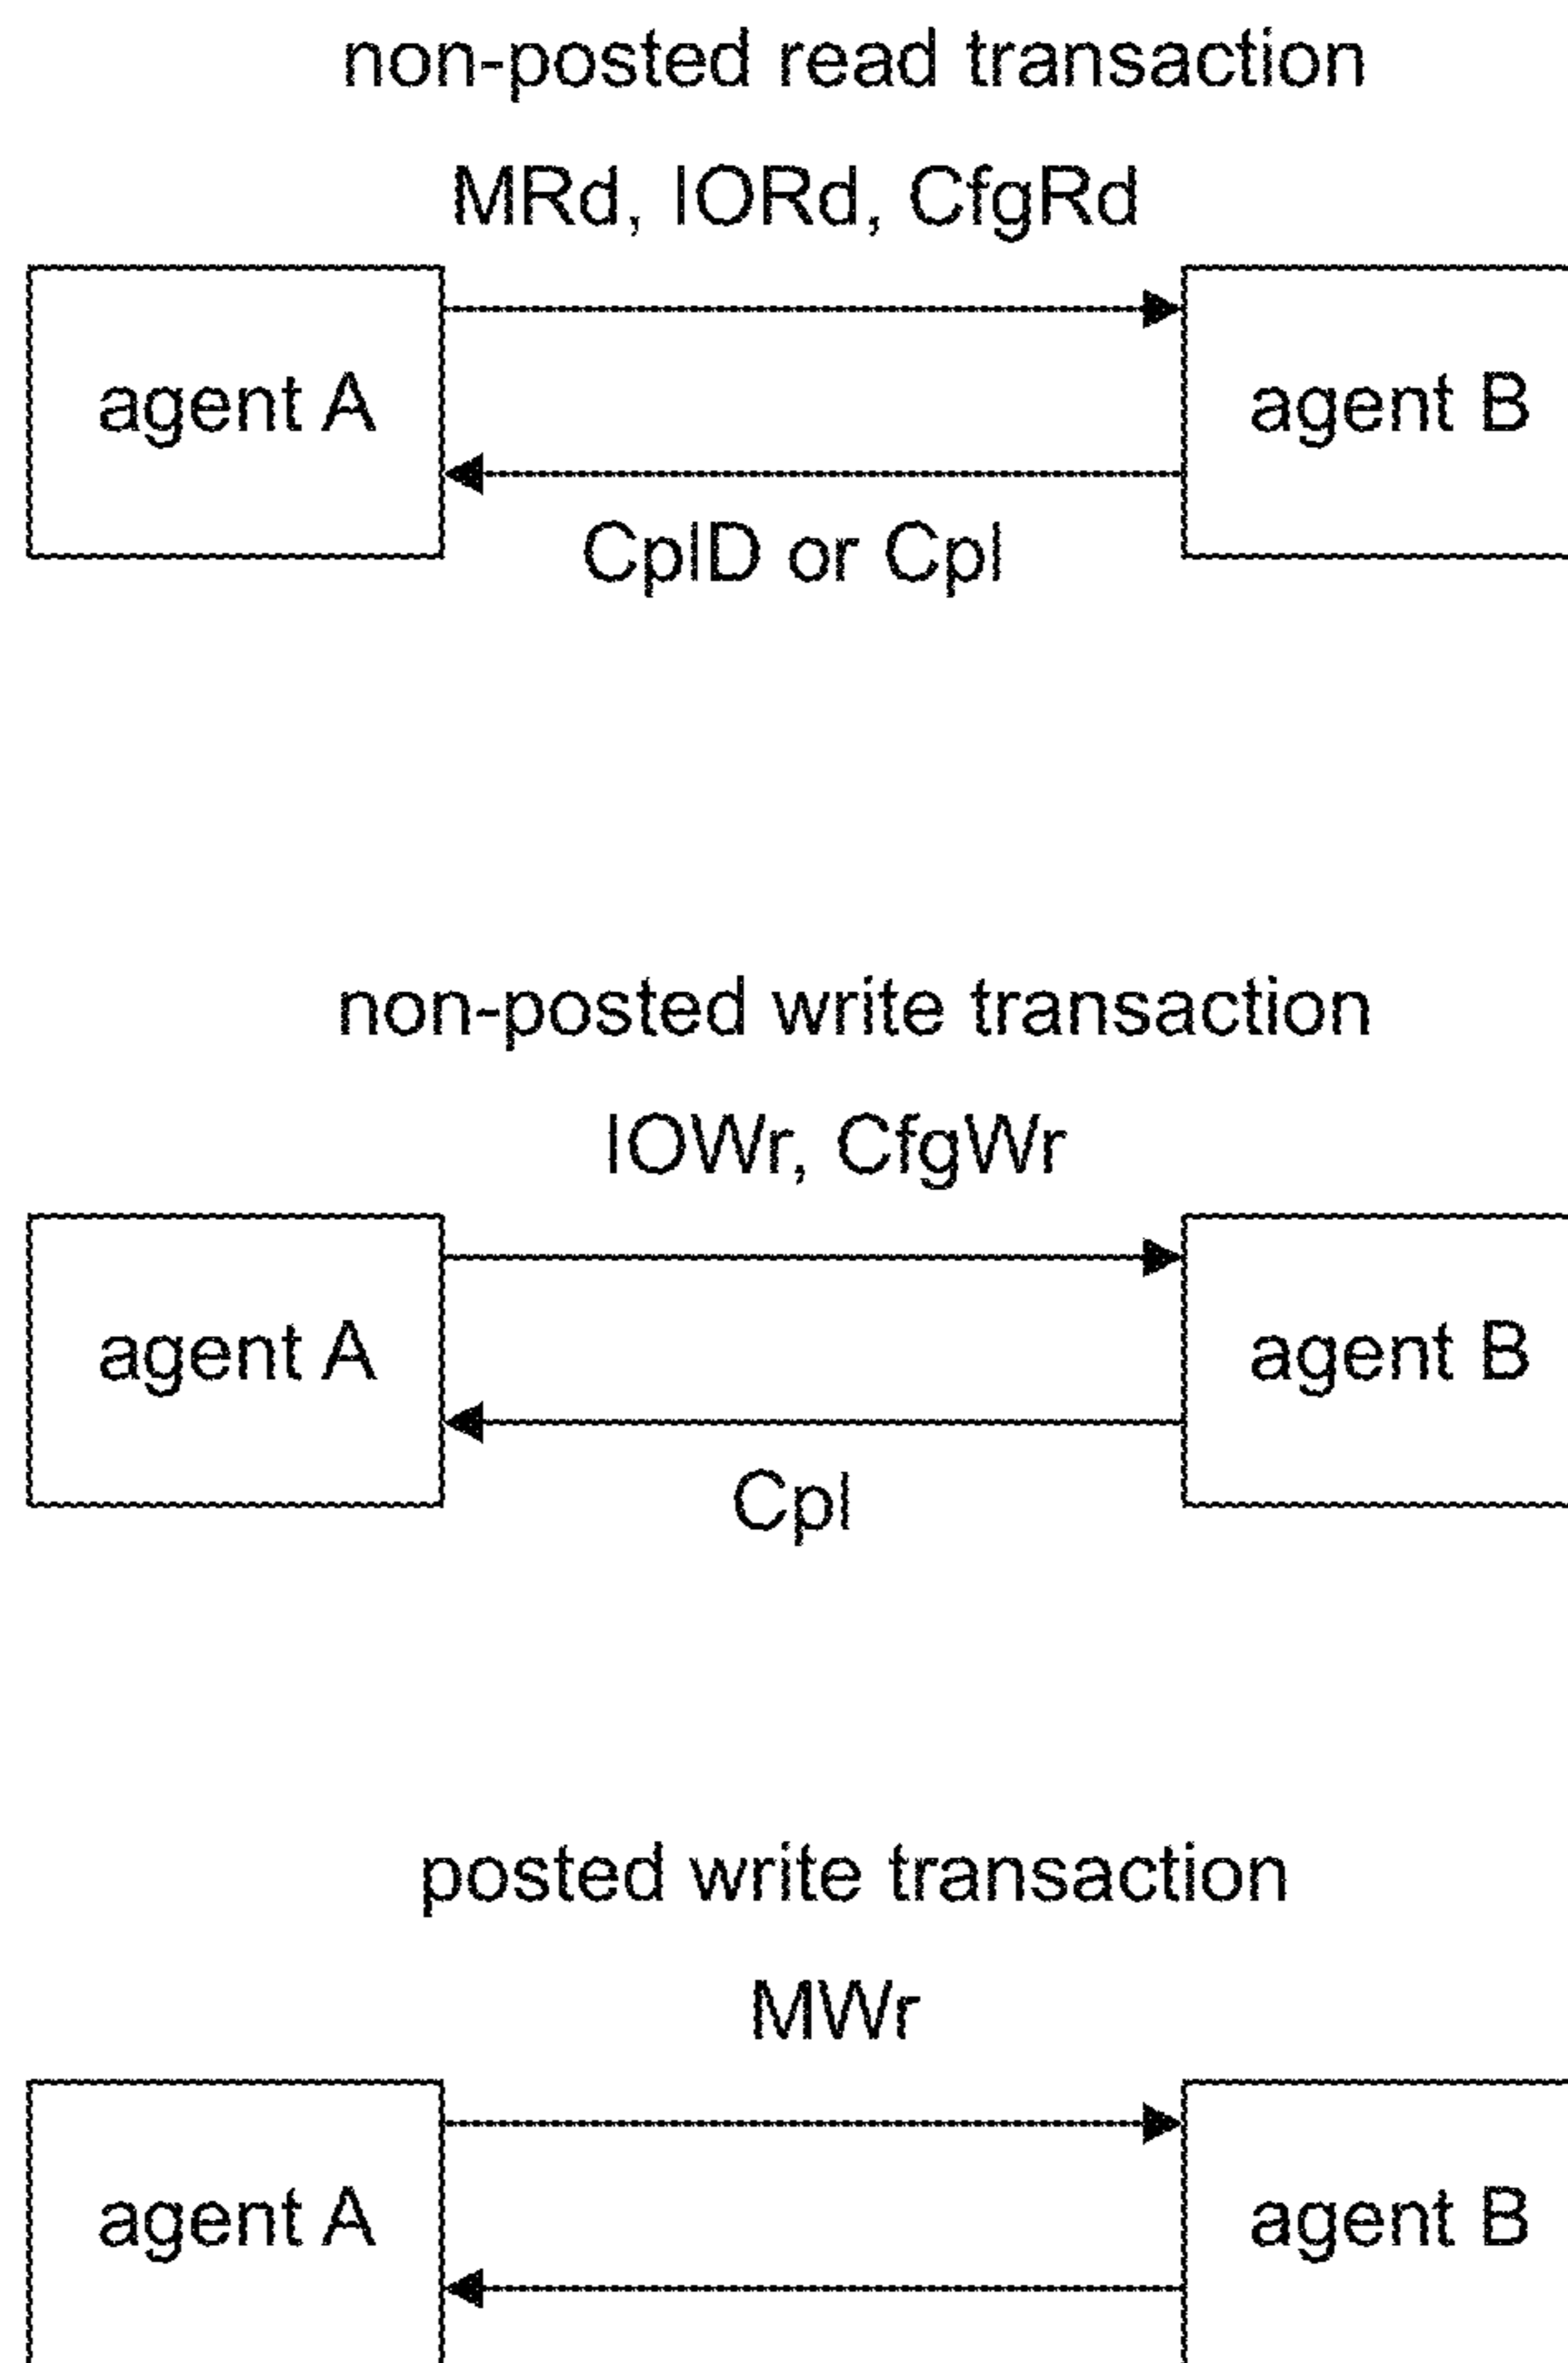 non-posted read transaction
MRd, IORd, CfgRd
agent A
agent B
CplD or Cpl
non-posted write transaction
IOWr, CfgWr
agent A
agent B
Cpl
posted write transaction
MWr
agent A
agent B